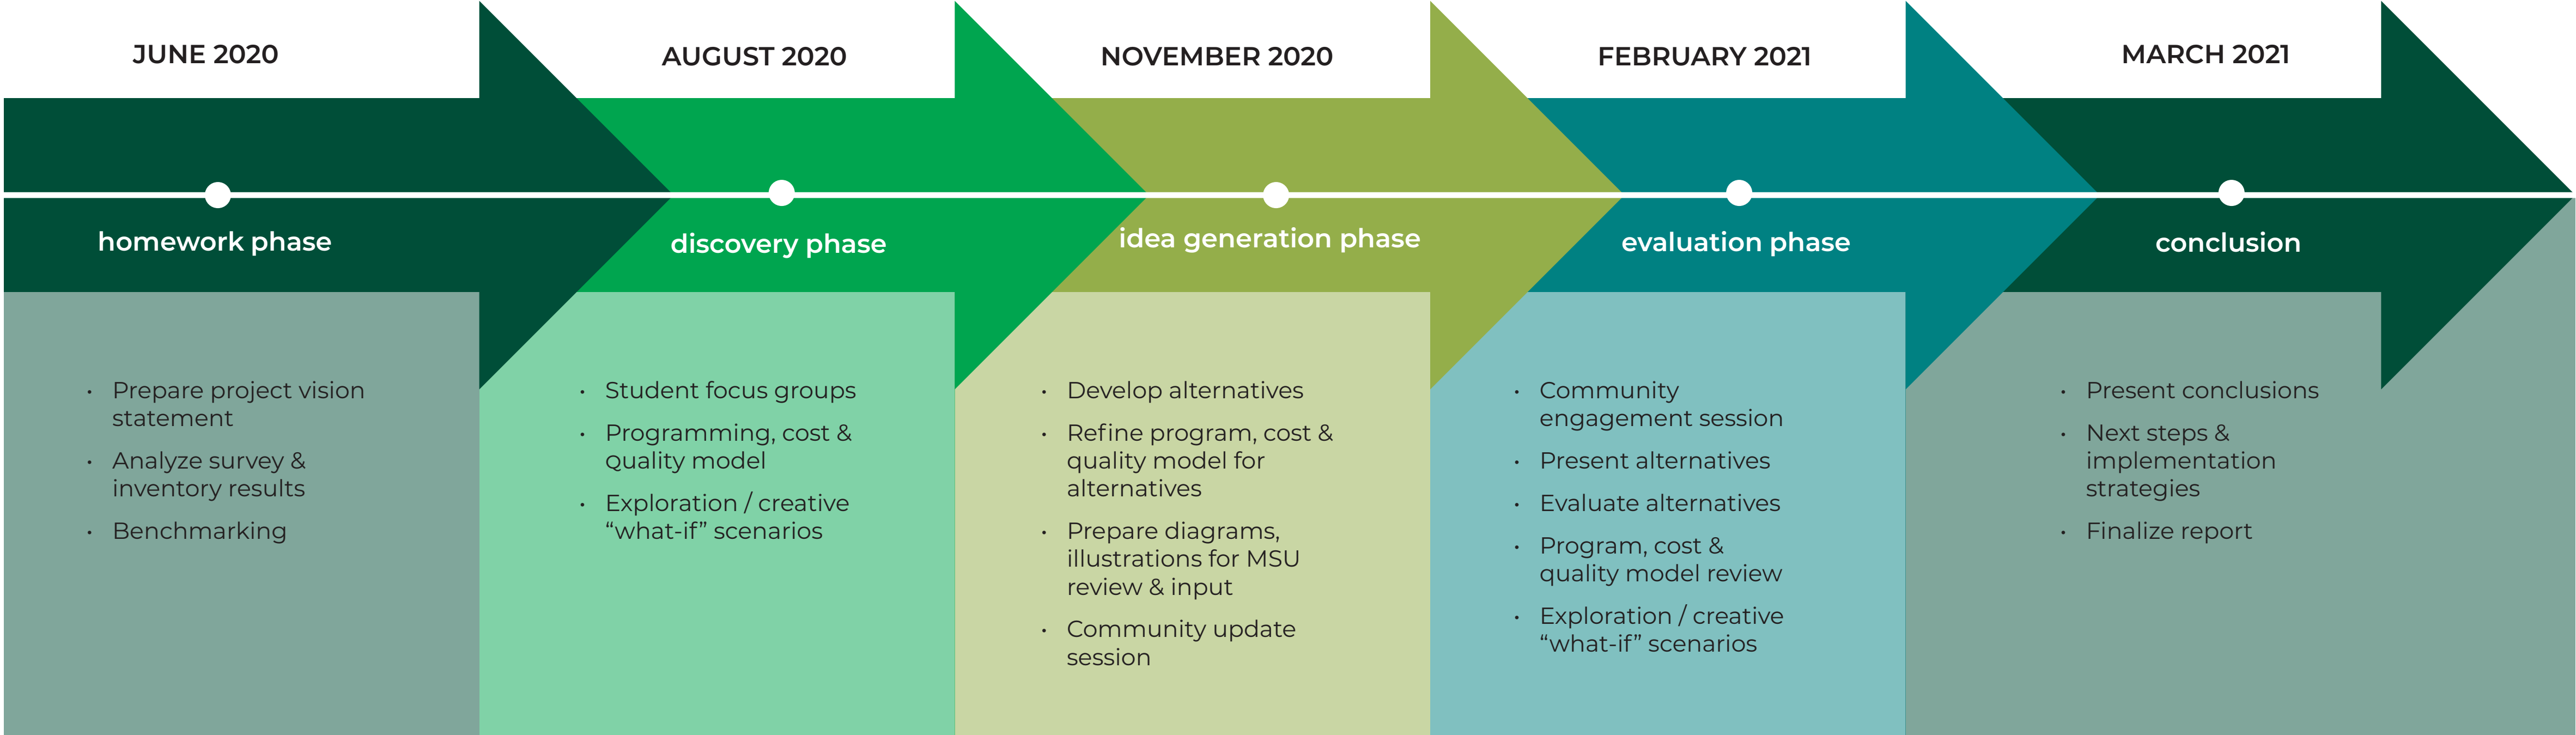 JUNE 2020
homework phase
• Prepare project vision
statement
• Analyze survey &
inventory results
• Benchmarking
AUGUST 2020
discovery phase
• Student focus groups
• Programming, cost &
quality model
• Exploration / creative
“what-if” scenarios
NOVEMBER 2020
idea generation phase
• Develop alternatives
• Refine program, cost &
quality model for
alternatives
• Prepare diagrams,
illustrations for MSU
review & input
• Community update
session
FEBRUARY 2021
evaluation phase
• Community
engagement session
• Present alternatives
• Evaluate alternatives
• Program, cost &
quality model review
• Exploration / creative
“what-if” scenarios
MARCH 2021
conclusion
• Present conclusions
• Next steps &
implementation
strategies
• Finalize report